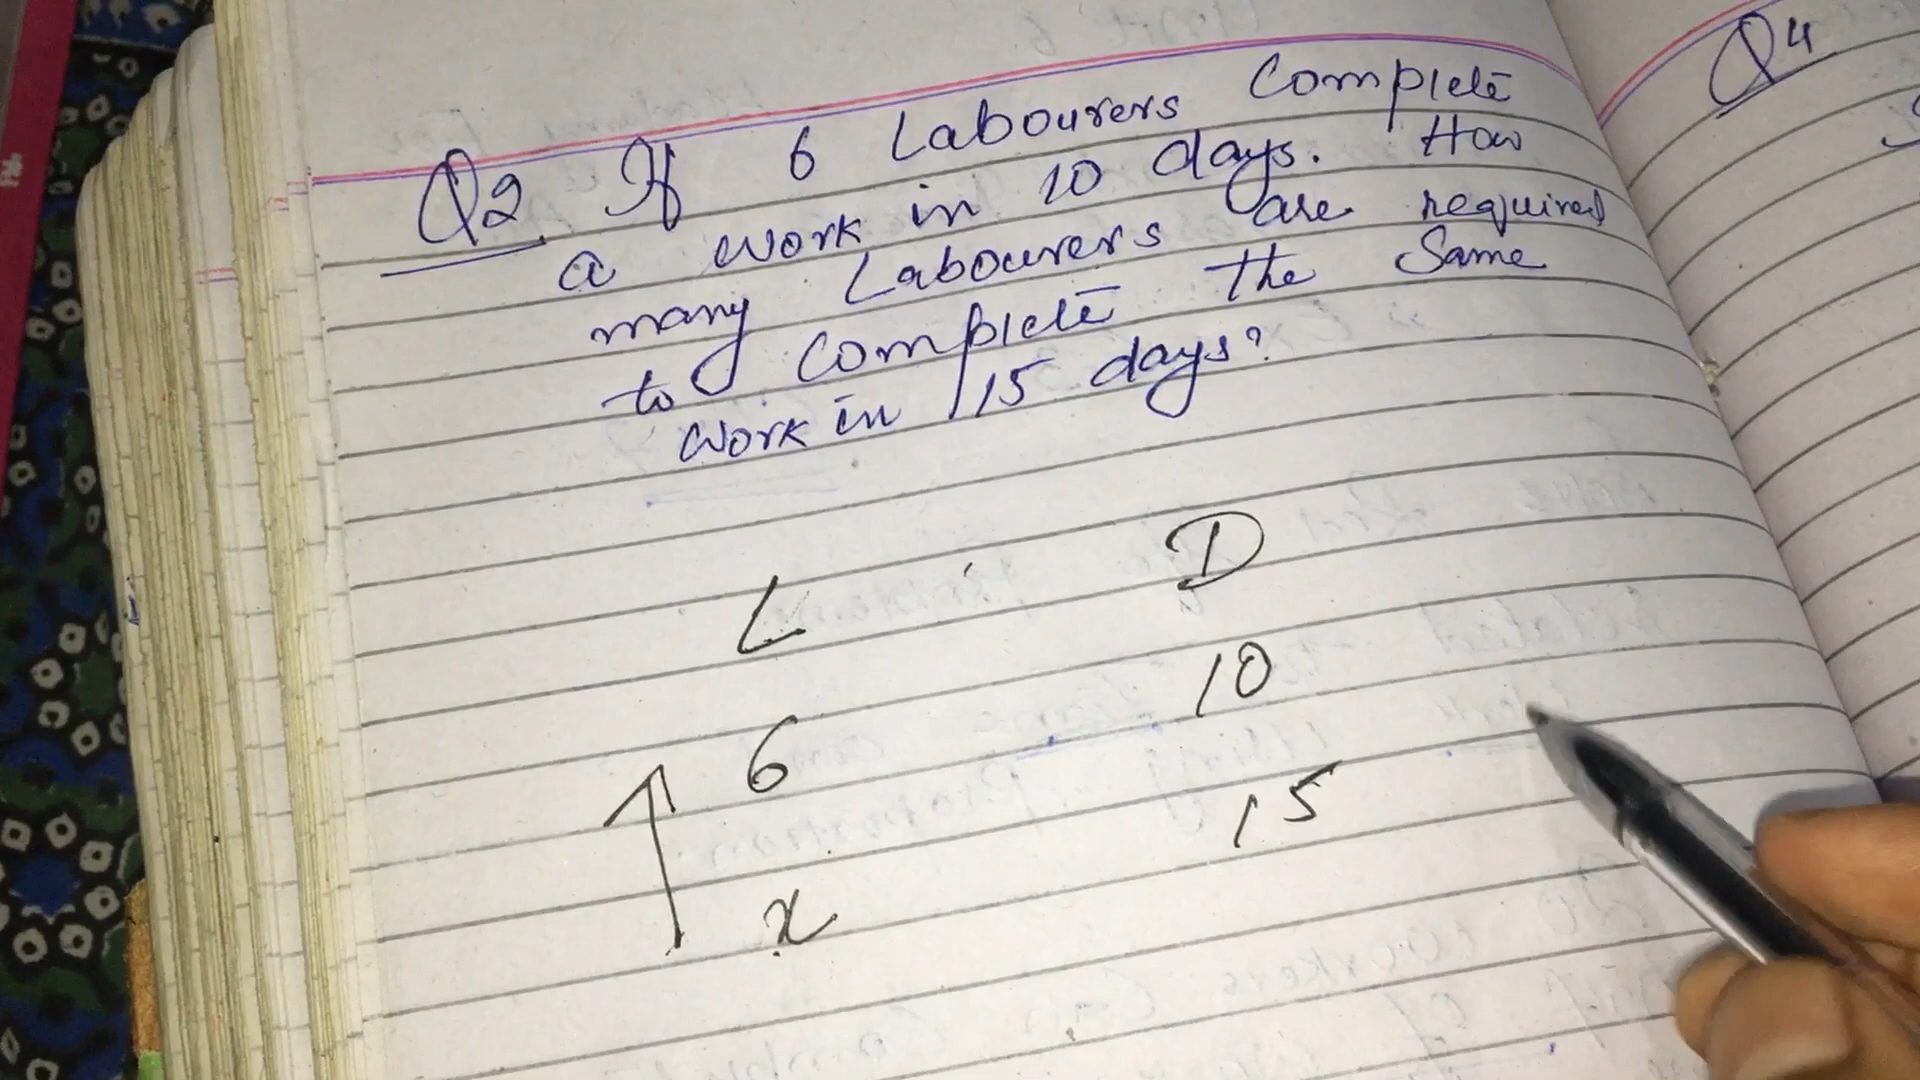 Q2 If 6 Labourers Complete
a work in 10 days. How
many Labourers are required
to Complete the Same
work in 15 days?
L D
6 10
x 15
Q4